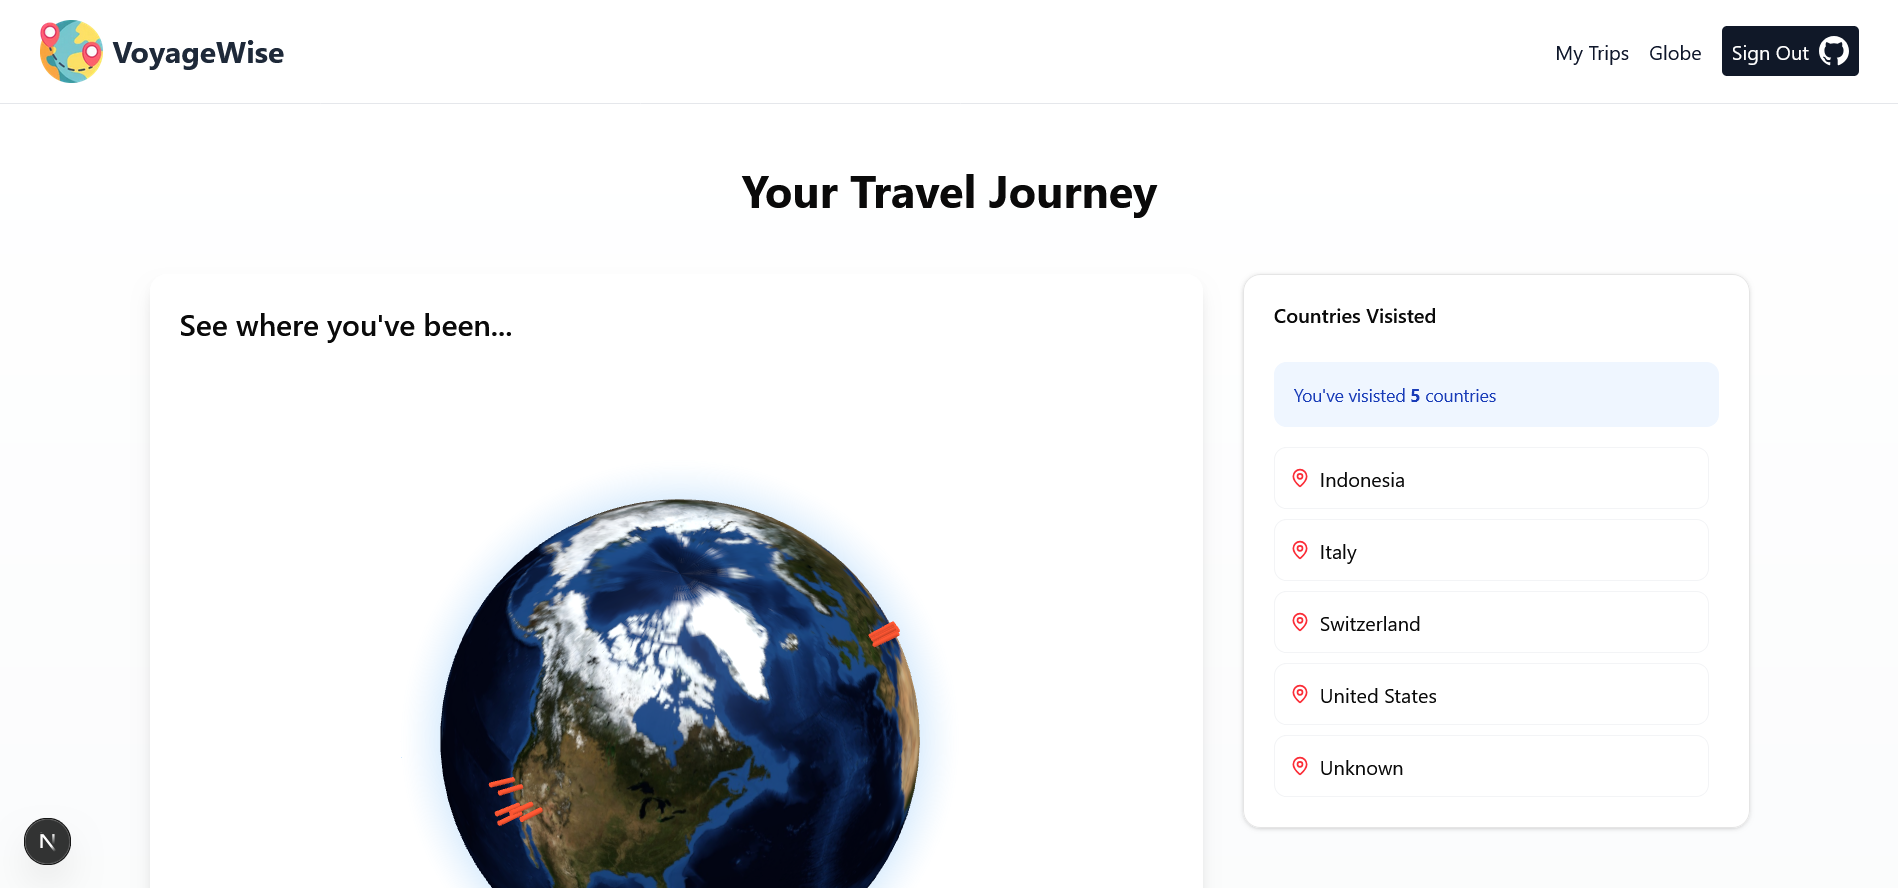 VoyageWise
My Trips
Globe
Sign Out
Your Travel Journey
See where you've been...
Countries Visisted
You've visisted 5 countries
Indonesia
Italy
Switzerland
United States
Unknown
N